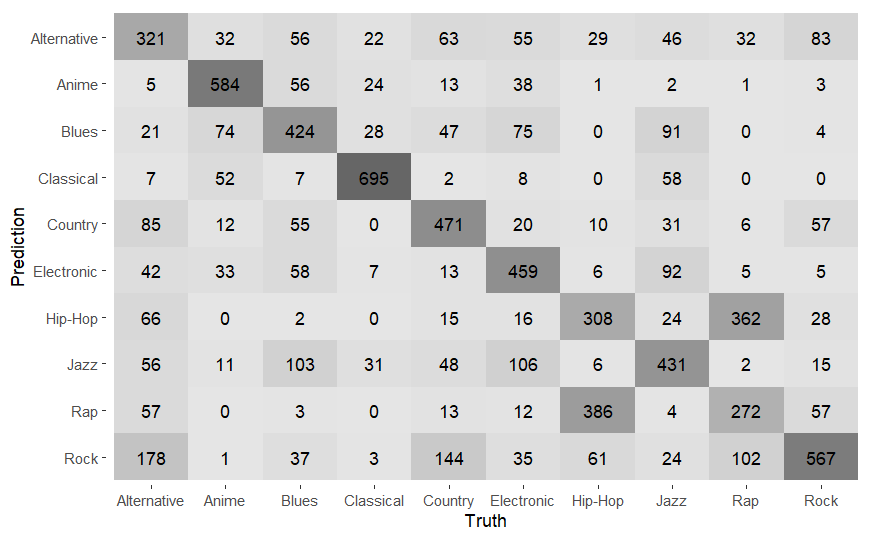 Alternative 321 32 56 22 63 55 29 46 32 83
Anime 5 584 56 24 13 38 1 2 1 3
Blues 21 74 424 28 47 75 0 91 0 4
Classical 7 52 7 695 2 8 0 58 0 0
Country 85 12 55 0 471 20 10 31 6 57
Electronic 42 33 58 7 13 459 6 92 5 5
Hip-Hop 66 0 2 0 15 16 308 24 362 28
Jazz 56 11 103 31 48 106 6 431 2 15
Rap 57 0 3 0 13 12 386 4 272 57
Rock 178 1 37 3 144 35 61 24 102 567
Alternative Anime Blues Classical Country Electronic Hip-Hop Jazz Rap Rock
Truth
Prediction